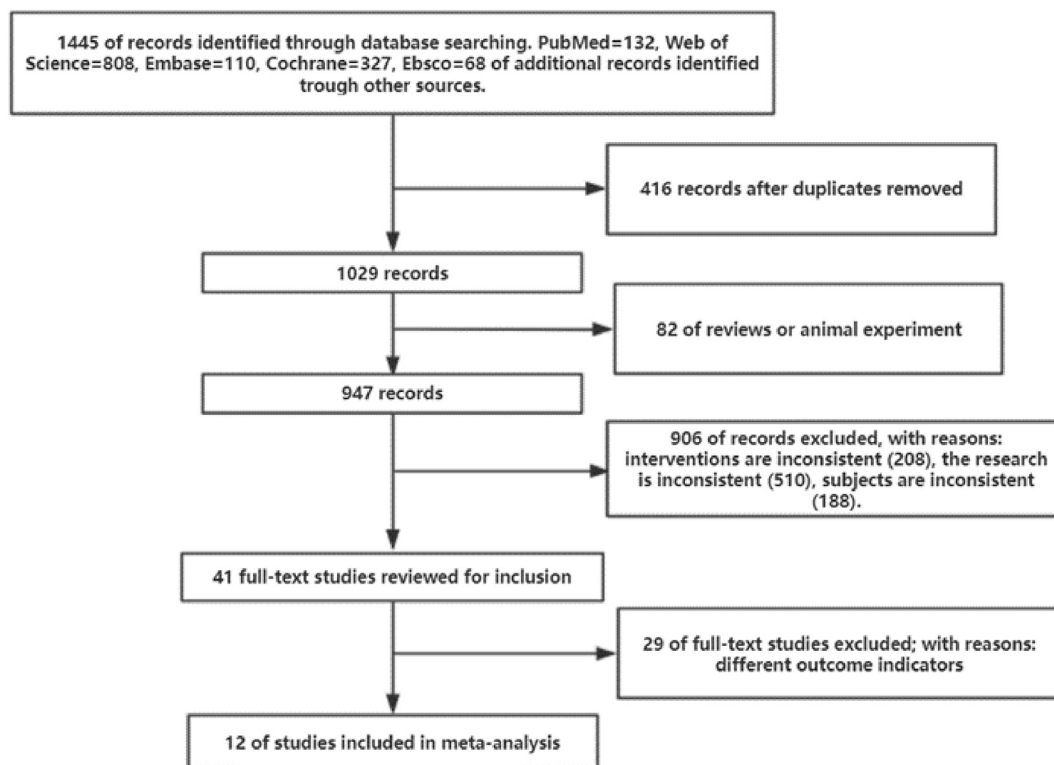 1445 of records identified through database searching. PubMed=132, Web of
Science=808, Embase=110, Cochrane=327, Ebsco=68 of additional records identified
trough other sources.
416 records after duplicates removed
1029 records
82 of reviews or animal experiment
947 records
906 of records excluded, with reasons:
interventions are inconsistent (208), the research
is inconsistent (510), subjects are inconsistent
(188).
41 full-text studies reviewed for inclusion
29 of full-text studies excluded; with reasons:
different outcome indicators
12 of studies included in meta-analysis